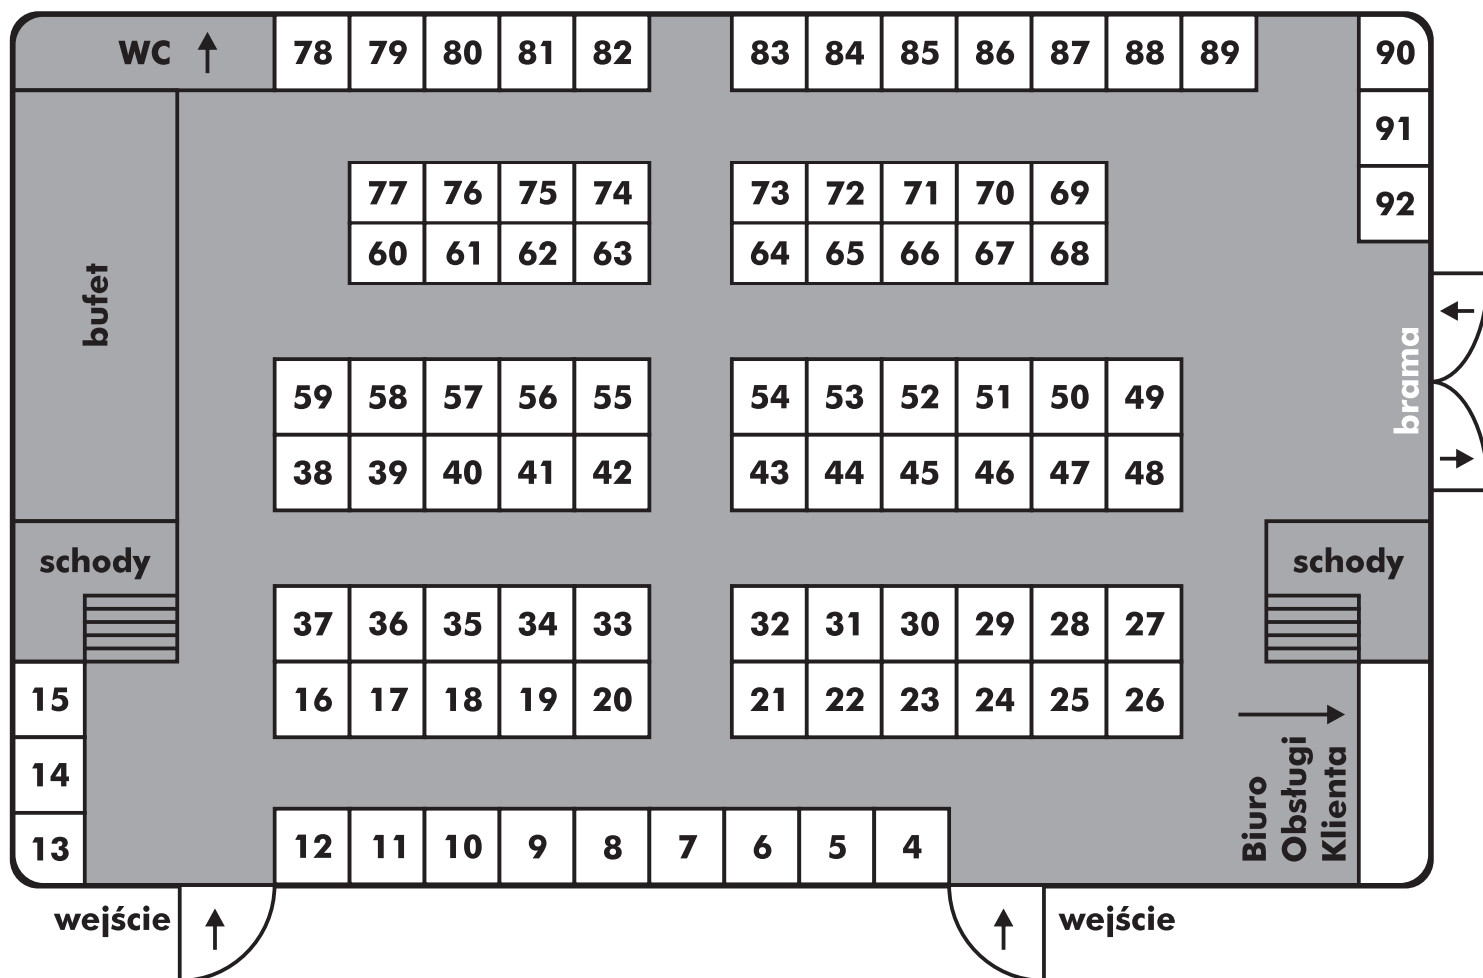 WC 78 79 80 81 82 83 84 85 86 87 88 89 90
91
77 76 75 74 73 72 71 70 69 92
60 61 62 63 64 65 66 67 68
bufet
brama
59 58 57 56 55 54 53 52 51 50 49
38 39 40 41 42 43 44 45 46 47 48
schody schody
37 36 35 34 33 32 31 30 29 28 27
15 16 17 18 19 20 21 22 23 24 25 26
14
Biuro
Obsługi
Klienta
13 12 11 10 9 8 7 6 5 4
wejście wejście